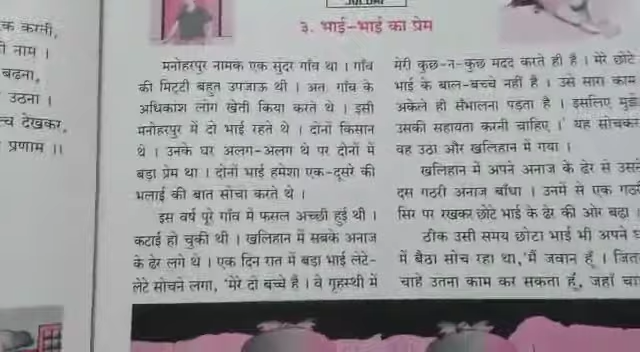 क करती,
ी नाम ।
बढ़ना,
उठना ।
च्च देखकर,
प्रणाम ।।
३. भाई-भाई का प्रेम
मनोहरपुर नामक एक सुंदर गाँव था । गाँव
की मिट्टी बहुत उपजाऊ थी । अतः गाँव के
अधिकांश लोग खेती किया करते थे । इसी
मनोहरपुर में दो भाई रहते थे । दोनों किसान
थे । उनके घर अलग-अलग थे पर दोनों में
बड़ा प्रेम था । दोनों भाई हमेशा एक-दूसरे की
भलाई की बात सोचा करते थे ।
इस वर्ष पूरे गाँव में फसल अच्छी हुई थी ।
कटाई हो चुकी थी । खलिहान में सबके अनाज
के ढेर लगे थे । एक दिन रात में बड़ा भाई लेटे-
लेटे सोचने लगा, 'मेरे दो बच्चे हैं । वे गृहस्थी में
मेरी कुछ-न-कुछ मदद करते ही हैं । मेरे छोटे
भाई के बाल-बच्चे नहीं हैं । उसे सारा काम
अकेले ही सँभालना पड़ता है । इसलिए मुझे
उसकी सहायता करनी चाहिए ।' यह सोचकर
वह उठा और खलिहान में गया ।
खलिहान में अपने अनाज के ढेर से उसने
दस गठरी अनाज बाँधा । उनमें से एक गठ
सिर पर रखकर छोटे भाई के ढेर की ओर बढ़ा ।
ठीक उसी समय छोटा भाई भी अपने घ
में बैठा सोच रहा था, 'मैं जवान हूँ । जित
चाहे उतना काम कर सकता हूँ, जहाँ चा